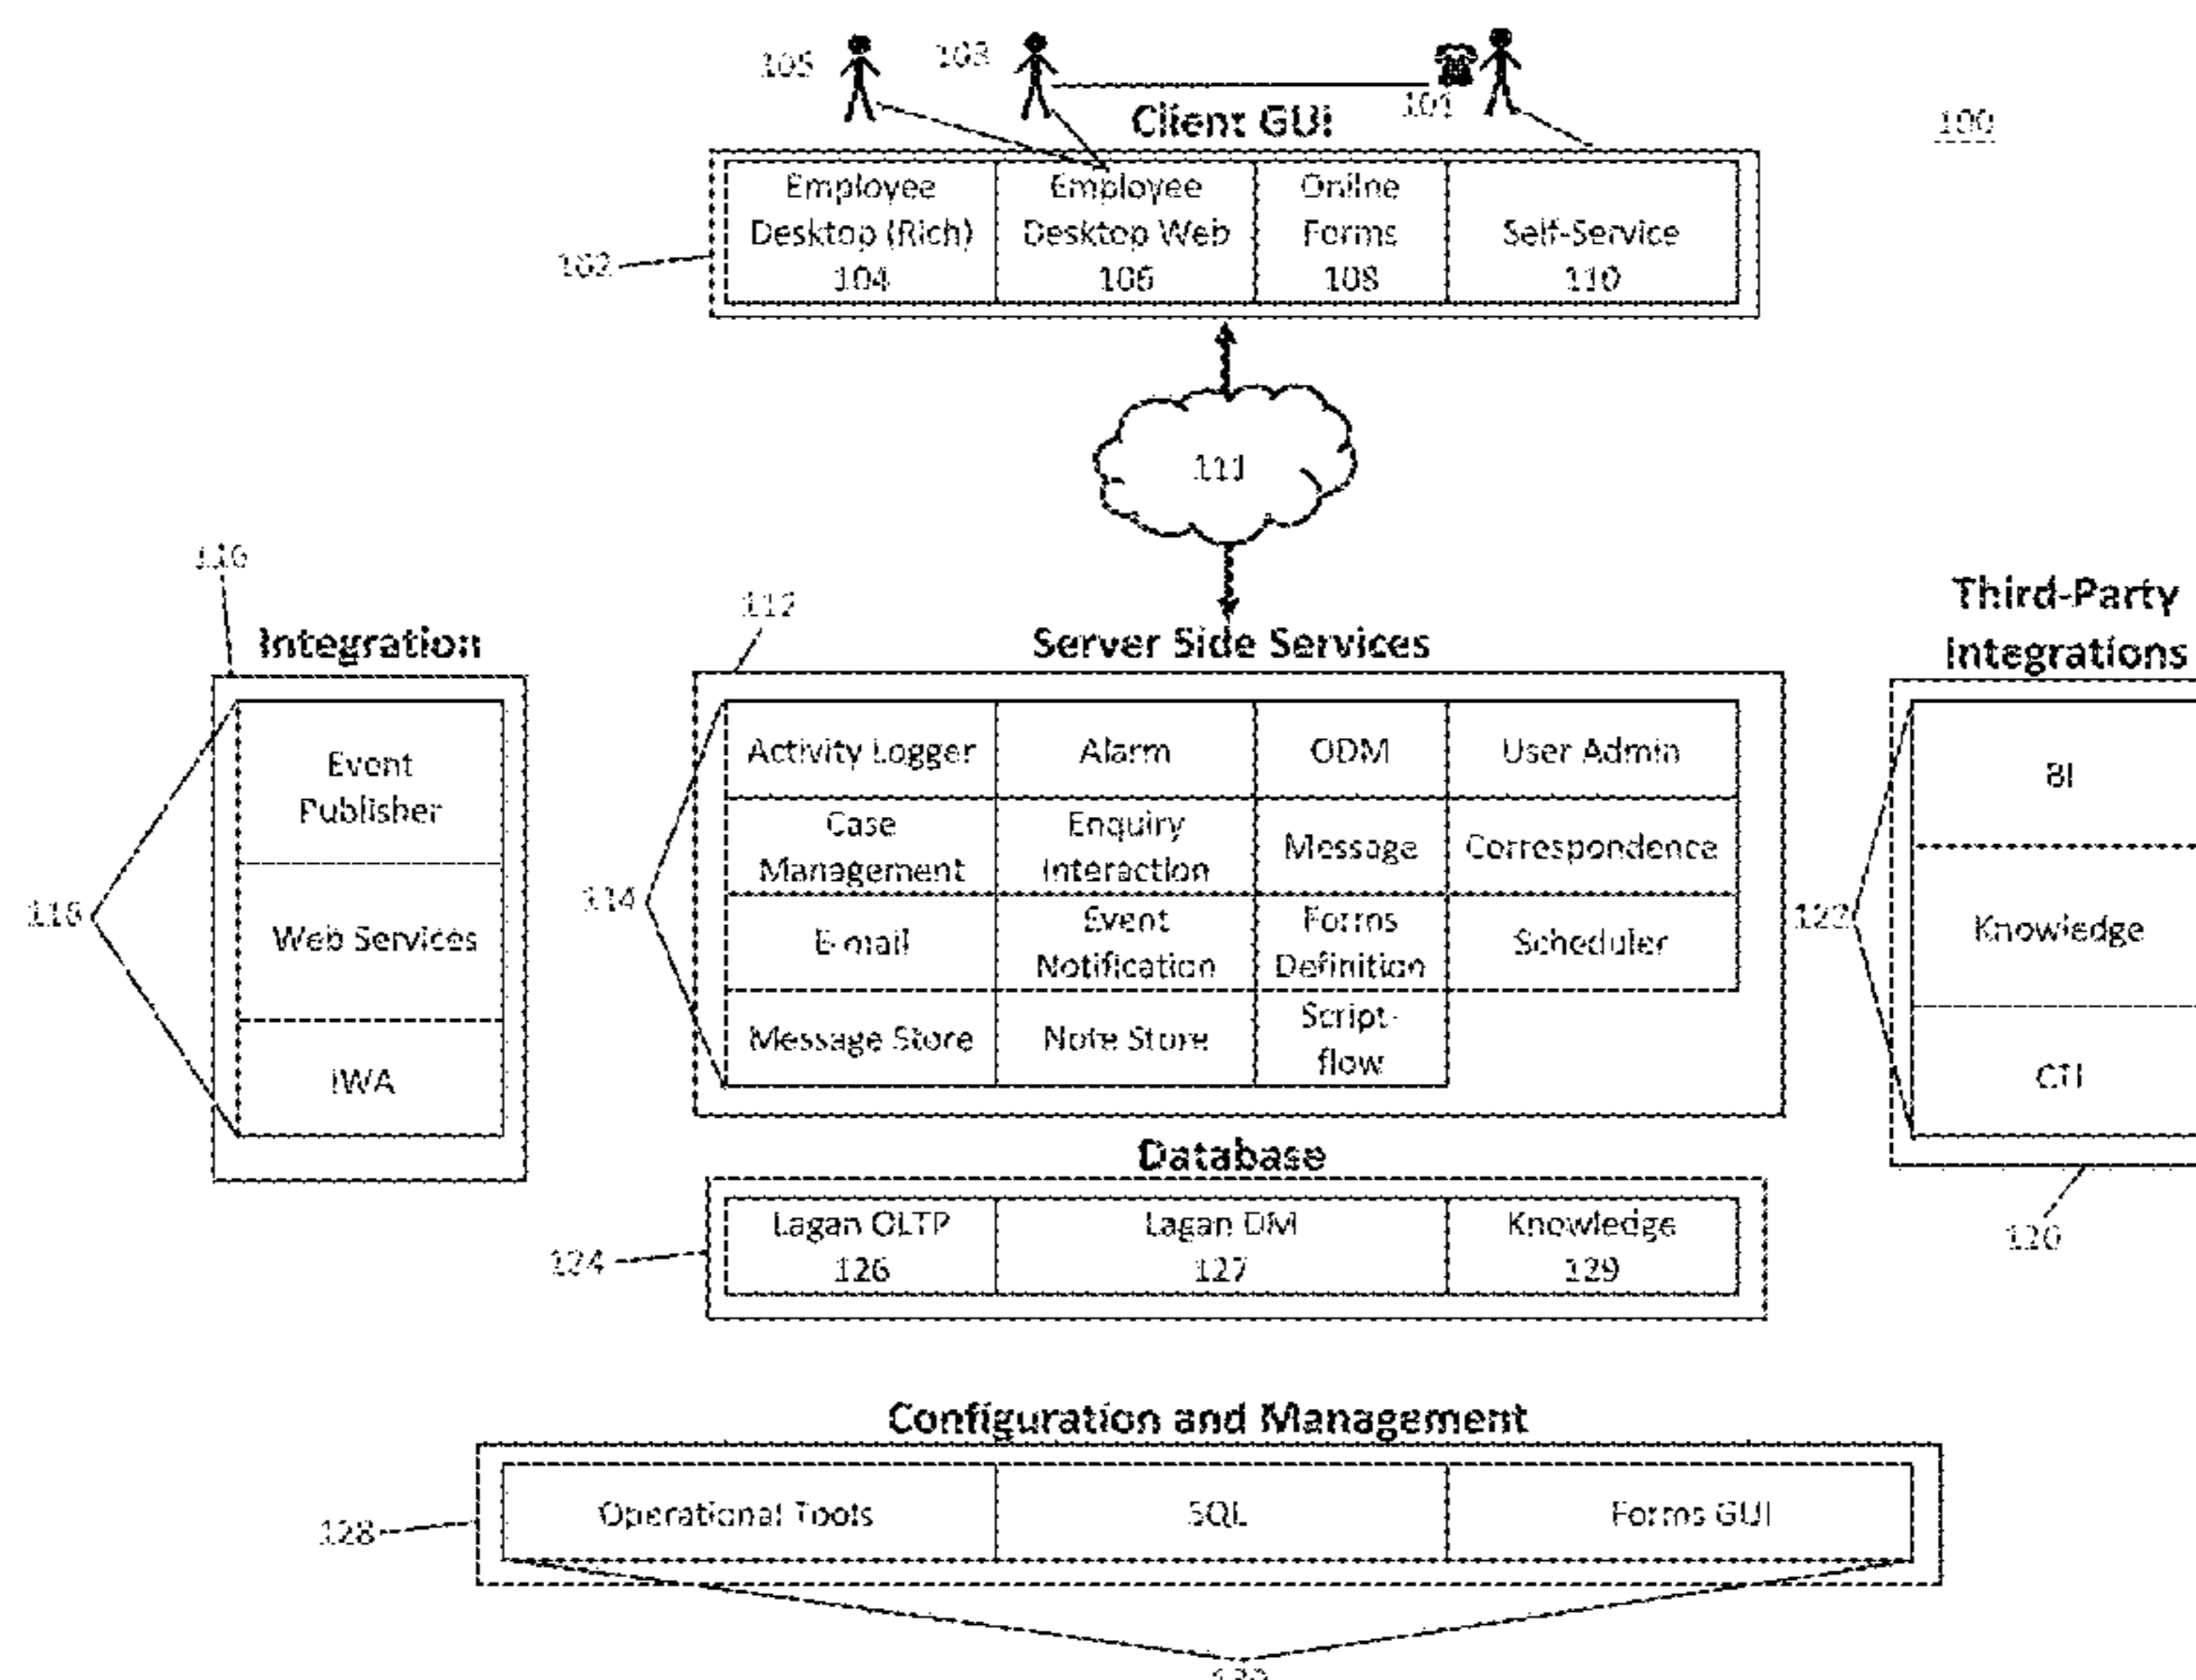 105
103
101
100
Client GUI
Employee
Desktop (Rich)
104
Employee
Desktop Web
106
Online
Forms
108
Self-Service
110
102
111
116
Integration
Event
Publisher
Web Services
IWA
118
112
Server Side Services
Activity Logger
Alarm
ODM
User Admin
Case
Management
Enquiry
Interaction
Message
Correspondence
E-mail
Event
Notification
Forms
Definition
Scheduler
Message Store
Note Store
Script-
flow
114
Third-Party
Integrations
BI
Knowledge
CTI
122
120
Database
Lagan OLTP
126
Lagan DM
127
Knowledge
129
124
Configuration and Management
Operational Tools
SQL
Forms GUI
128